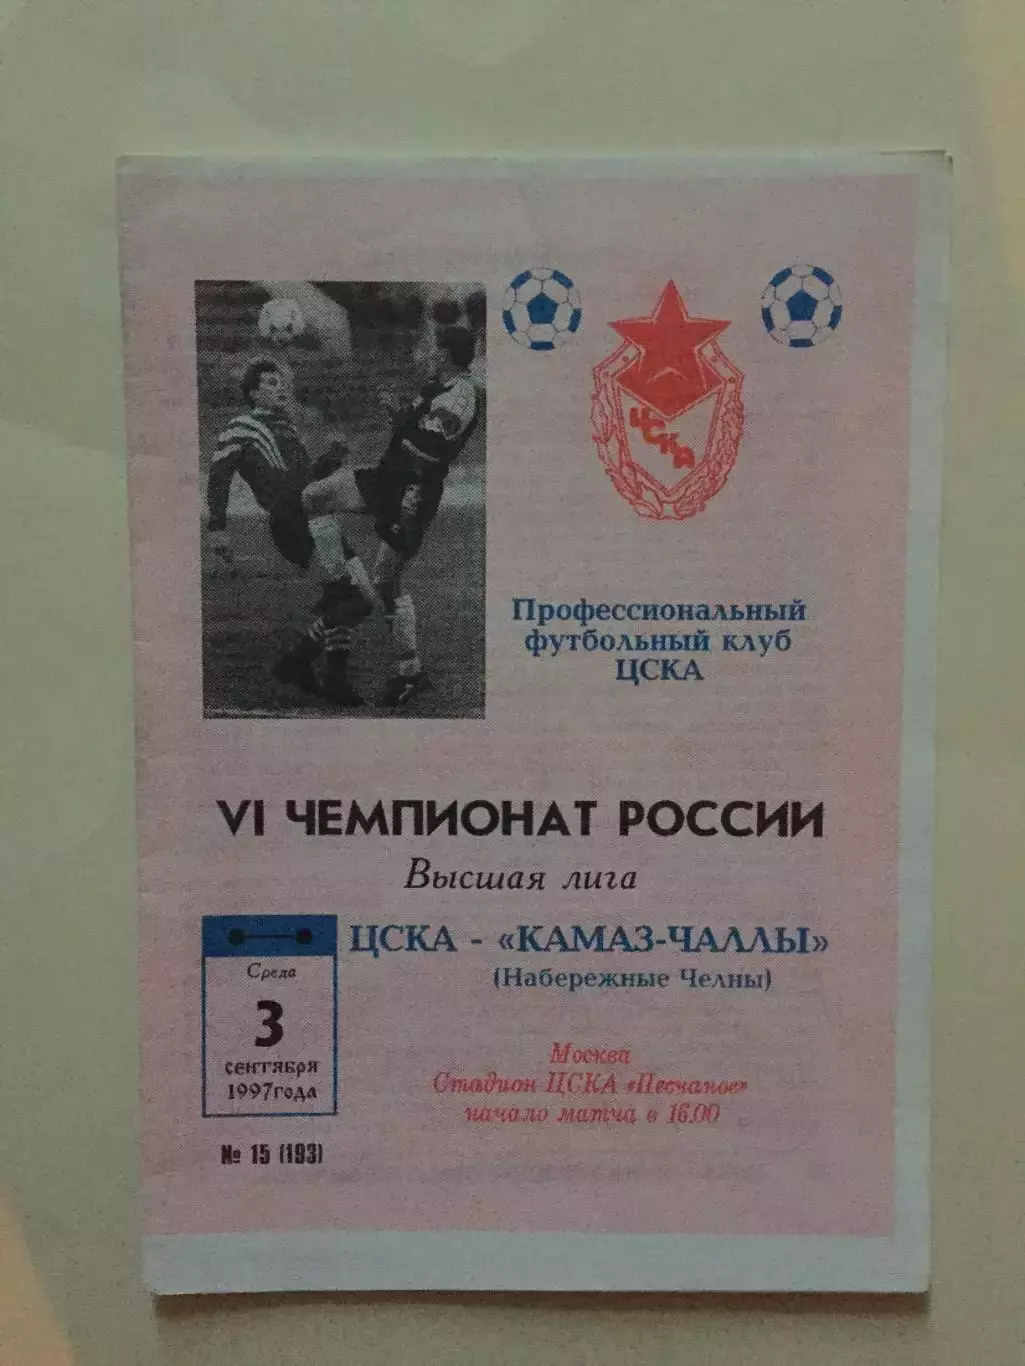 ЦСКА
Профессиональный
футбольный клуб
ЦСКА
VI ЧЕМПИОНАТ РОССИИ
Высшая лига
ЦСКА - «КАМАЗ-ЧАЛЛЫ»
(Набережные Челны)
Среда
3
сентября
1997года
Москва
Стадион ЦСКА «Песчаное»
начало матча в 16.00
№ 15 (193)